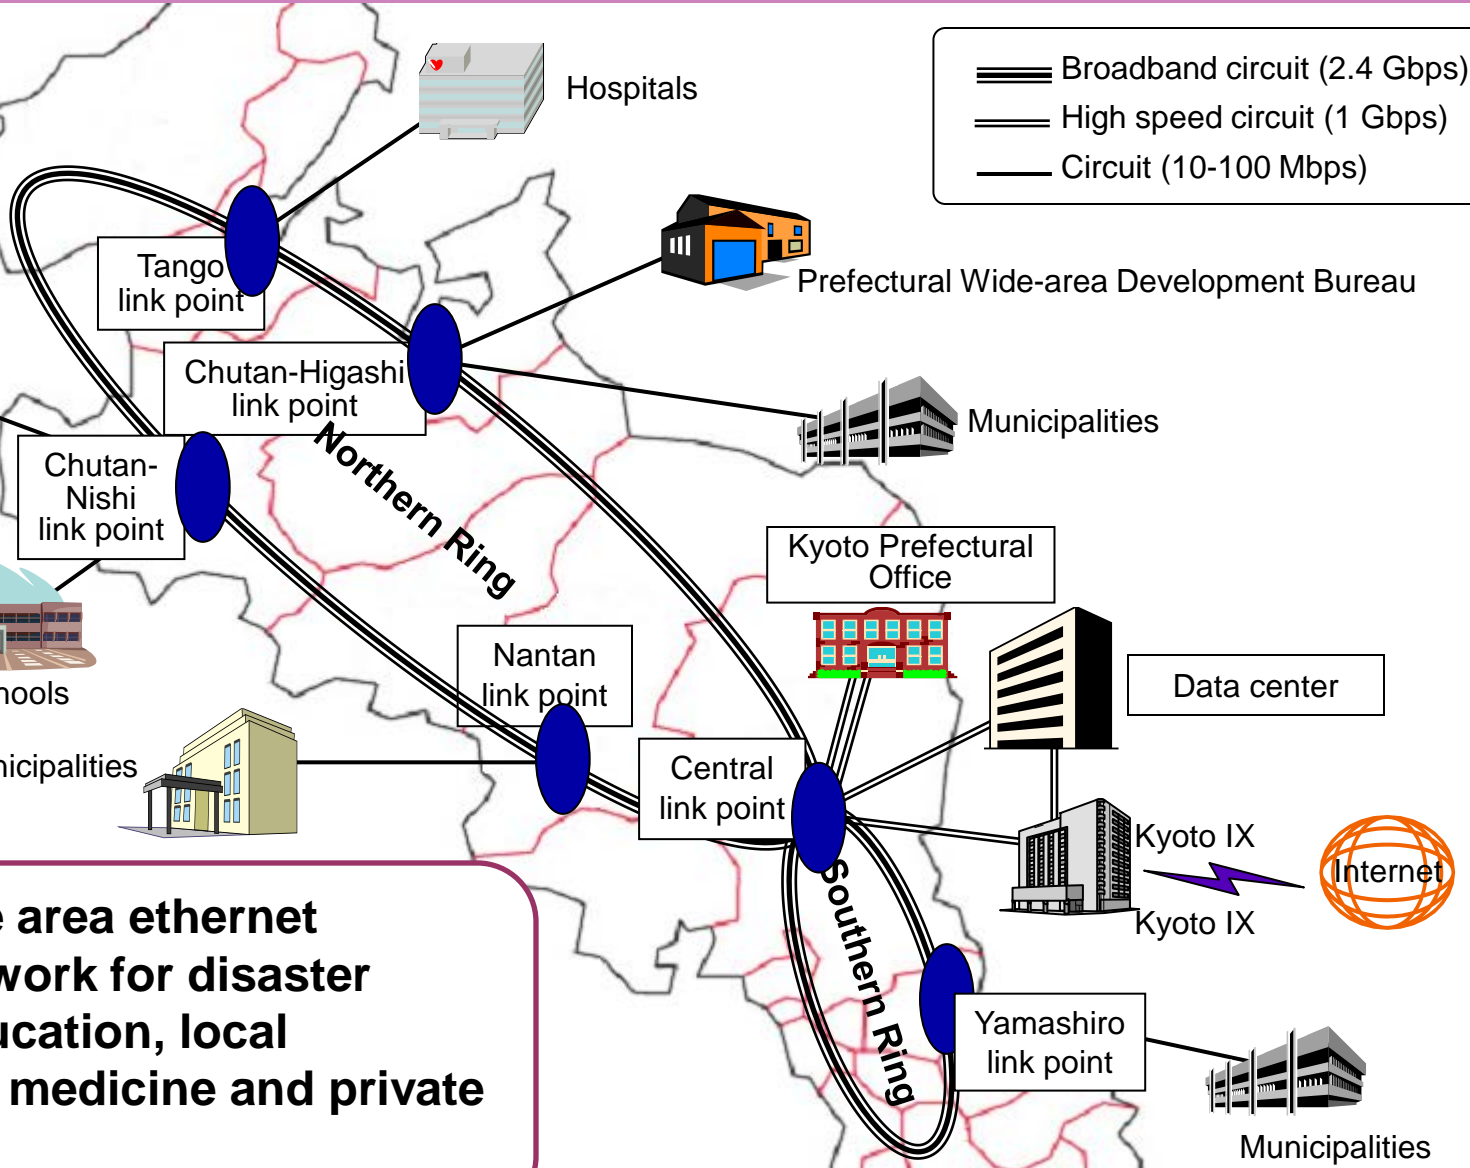 Hospitals
Broadband circuit (2.4 Gbps)
High speed circuit (1 Gbps)
Circuit (10-100 Mbps)
Tango
link point
Prefectural Wide-area Development Bureau
Chutan-Higashi
link point
Municipalities
Northern Ring
Chutan-
Nishi
link point
Kyoto Prefectural
Office
Nantan
link point
hools
Data center
nicipalities
Central
link point
Kyoto IX
Internet
Kyoto IX
Southern Ring
e area ethernet
work for disaster
ucation, local
medicine and private
Yamashiro
link point
Municipalities